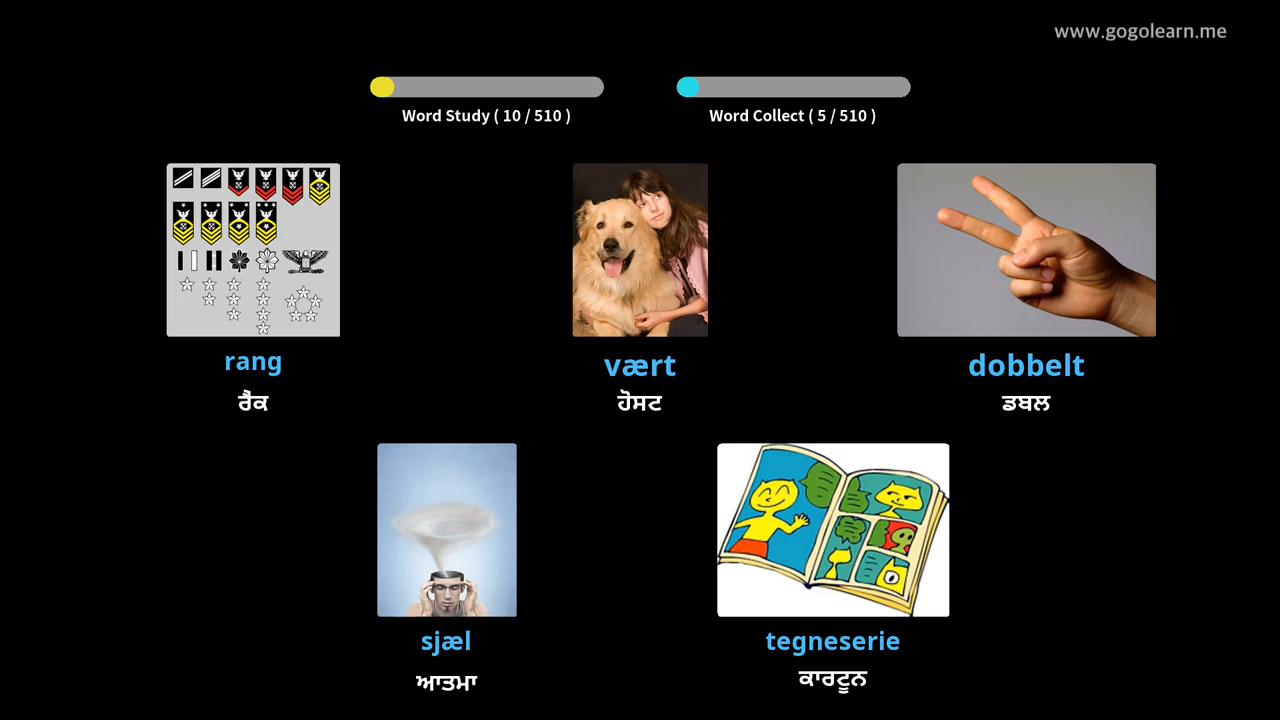 www.gogolearn.me
Word Study ( 10 / 510 )
Word Collect ( 5 / 510 )
rang
ਰੈਂਕ
vært
ਹੋਸਟ
dobbelt
ਡਬਲ
sjæl
ਆਤਮਾ
tegneserie
ਕਾਰਟੂਨ